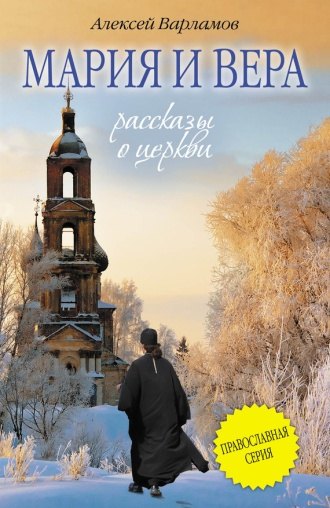 Алексей Варламов
МАРИЯ И ВЕРА
рассказы
о церкви
ПРАВОСЛАВНАЯ
СЕРИЯ